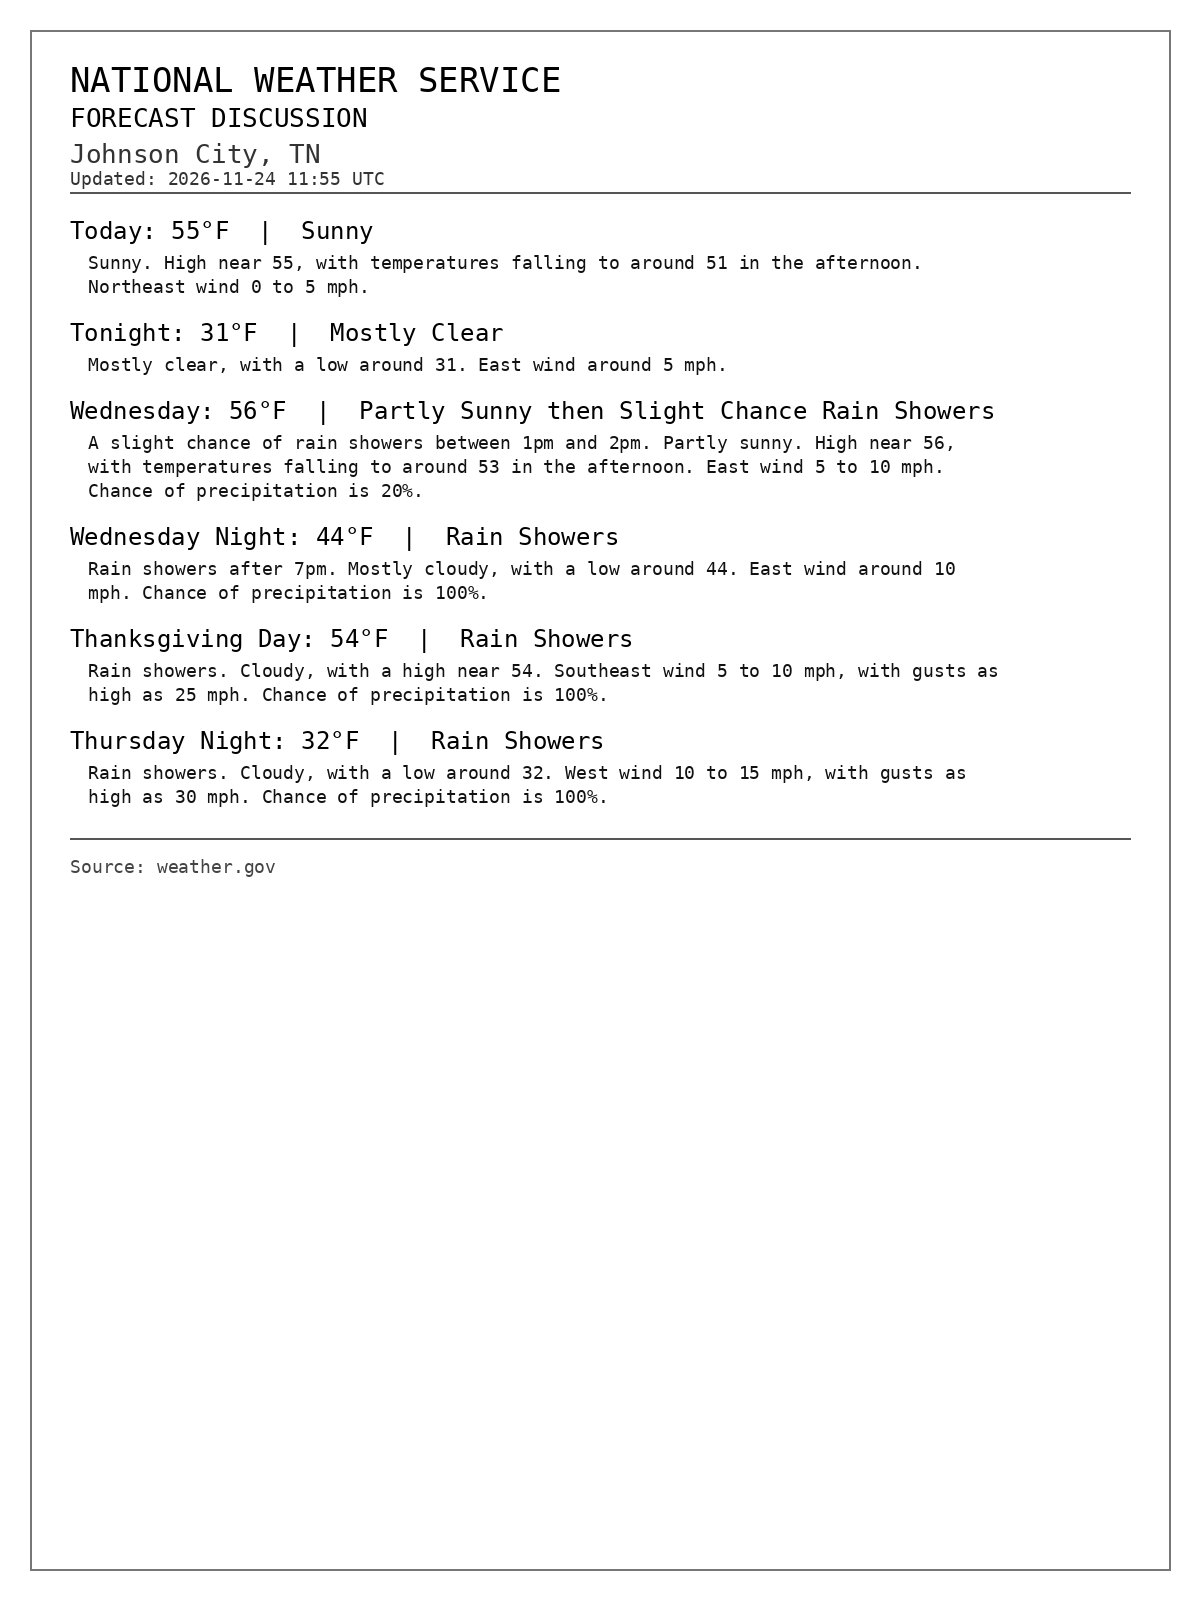 NATIONAL WEATHER SERVICE
FORECAST DISCUSSION
Johnson City, TN
Updated: 2026-11-24 11:55 UTC
Today: 55°F | Sunny
Sunny. High near 55, with temperatures falling to around 51 in the afternoon.
Northeast wind 0 to 5 mph.
Tonight: 31°F | Mostly Clear
Mostly clear, with a low around 31. East wind around 5 mph.
Wednesday: 56°F | Partly Sunny then Slight Chance Rain Showers
A slight chance of rain showers between 1pm and 2pm. Partly sunny. High near 56,
with temperatures falling to around 53 in the afternoon. East wind 5 to 10 mph.
Chance of precipitation is 20%.
Wednesday Night: 44°F | Rain Showers
Rain showers after 7pm. Mostly cloudy, with a low around 44. East wind around 10
mph. Chance of precipitation is 100%.
Thanksgiving Day: 54°F | Rain Showers
Rain showers. Cloudy, with a high near 54. Southeast wind 5 to 10 mph, with gusts as
high as 25 mph. Chance of precipitation is 100%.
Thursday Night: 32°F | Rain Showers
Rain showers. Cloudy, with a low around 32. West wind 10 to 15 mph, with gusts as
high as 30 mph. Chance of precipitation is 100%.
Source: weather.gov